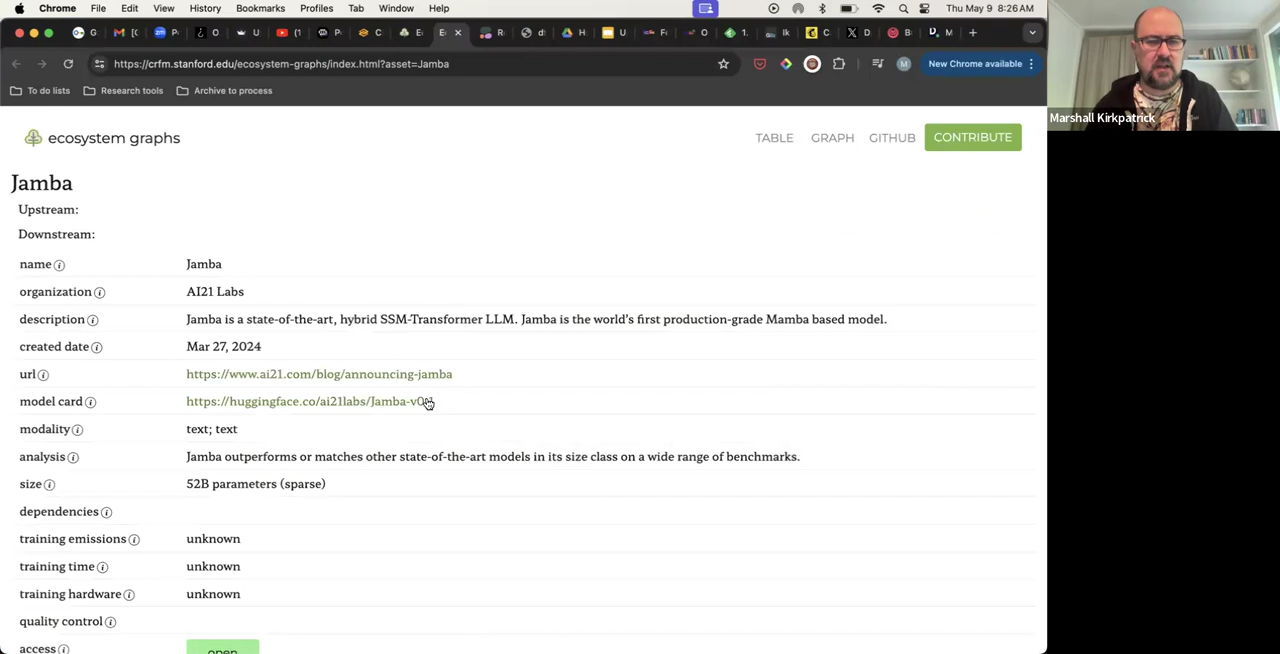 Chrome File Edit View History Bookmarks Profiles Tab Window Help Thu May 9 8:26 AM
https://crfm.stanford.edu/ecosystem-graphs/index.html?asset=Jamba New Chrome available
To do lists Research tools Archive to process
Marshall Kirkpatrick
ecosystem graphs TABLE GRAPH GITHUB CONTRIBUTE
Jamba
Upstream:
Downstream:
name Jamba
organization AI21 Labs
description Jamba is a state-of-the-art, hybrid SSM-Transformer LLM. Jamba is the world's first production-grade Mamba based model.
created date Mar 27, 2024
url https://www.ai21.com/blog/announcing-jamba
model card https://huggingface.co/ai21labs/Jamba-v0
modality text; text
analysis Jamba outperforms or matches other state-of-the-art models in its size class on a wide range of benchmarks.
size 52B parameters (sparse)
dependencies
training emissions unknown
training time unknown
training hardware unknown
quality control
access open